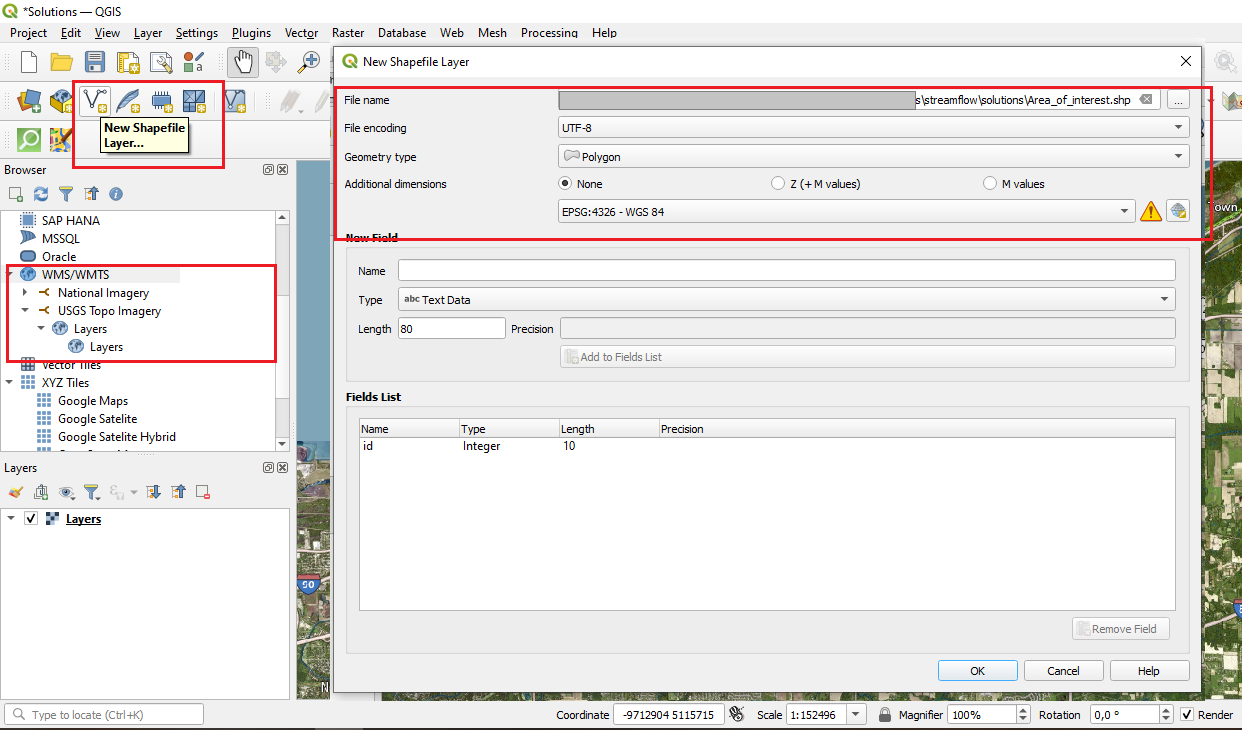 *Solutions — QGIS
Project Edit View Layer Settings Plugins Vector Raster Database Web Mesh Processing Help
New Shapefile Layer
New Shapefile
Layer...
File name
s\streamflow\solutions\Area_of_interest.shp
...
File encoding
UTF-8
Geometry type
Polygon
Additional dimensions
None
Z (+ M values)
M values
EPSG:4326 - WGS 84
New Field
Name
Type
abc Text Data
Length
80
Precision
Add to Fields List
Fields List
Name Type Length Precision
id Integer 10
Remove Field
OK
Cancel
Help
Browser
SAP HANA
MSSQL
Oracle
WMS/WMTS
National Imagery
USGS Topo Imagery
Layers
Layers
Vector Tiles
XYZ Tiles
Google Maps
Google Satelite
Google Satelite Hybrid
Layers
Layers
50
Type to locate (Ctrl+K)
Coordinate -9712904 5115715
Scale 1:152496
Magnifier 100%
Rotation 0,0 °
Render